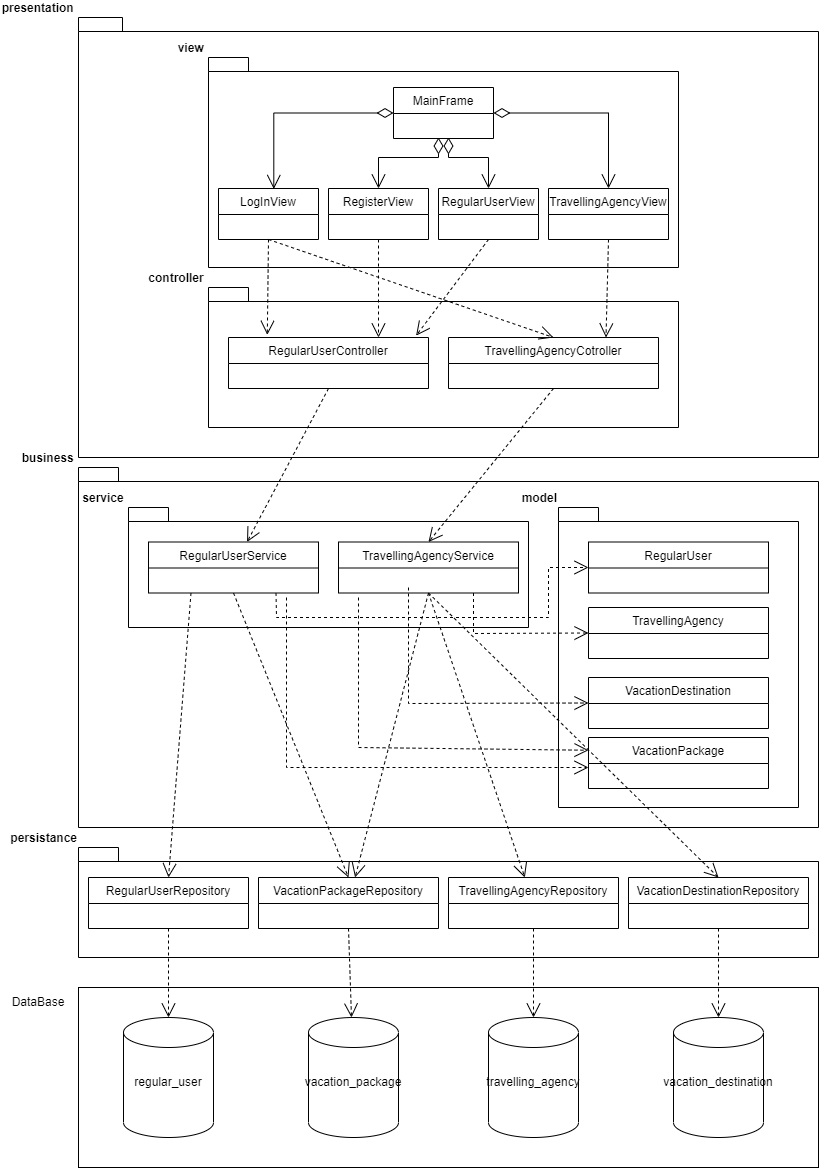 presentation
view
MainFrame
LogInView
RegisterView
RegularUserView
TravellingAgencyView
controller
RegularUserController
TravellingAgencyCotroller
business
service
model
RegularUserService
TravellingAgencyService
RegularUser
TravellingAgency
VacationDestination
VacationPackage
persistance
RegularUserRepository
VacationPackageRepository
TravellingAgencyRepository
VacationDestinationRepository
DataBase
regular_user
vacation_package
travelling_agency
vacation_destination